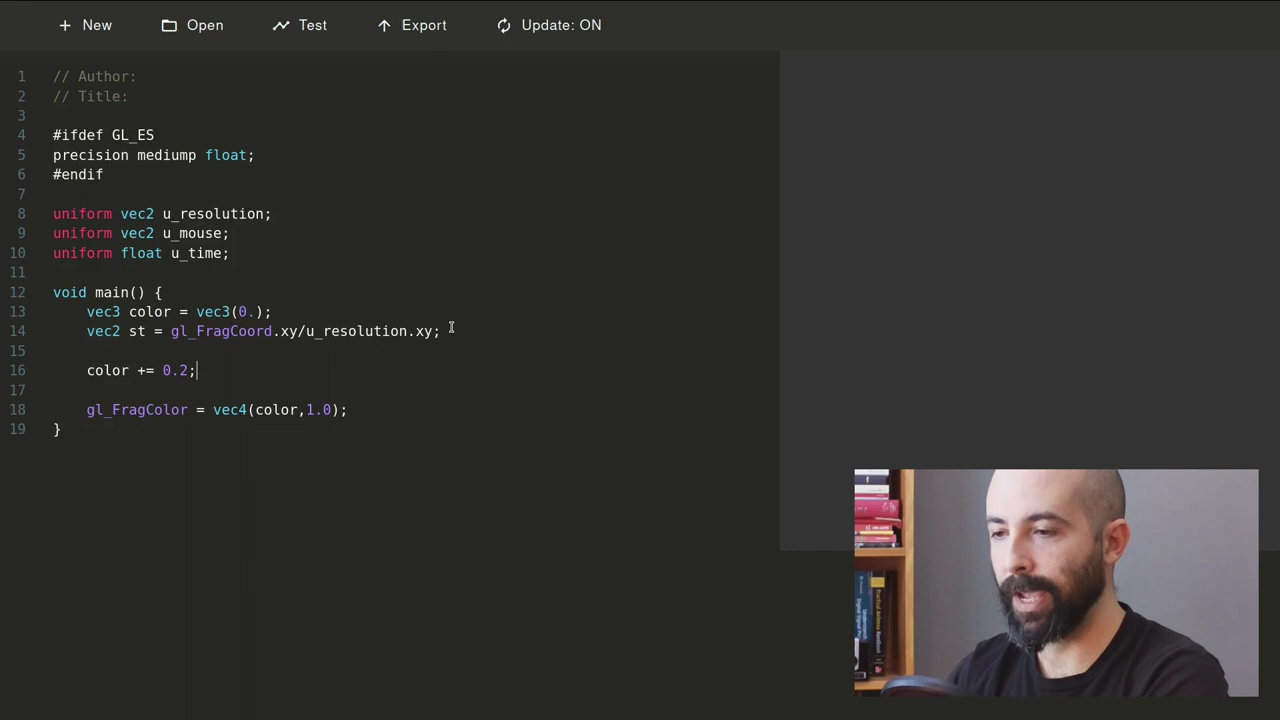 New Open Test Export Update: ON
1 // Author:
2 // Title:
3
4 #ifdef GL_ES
5 precision mediump float;
6 #endif
7
8 uniform vec2 u_resolution;
9 uniform vec2 u_mouse;
10 uniform float u_time;
11
12 void main() {
13 vec3 color = vec3(0.);
14 vec2 st = gl_FragCoord.xy/u_resolution.xy;
15
16 color += 0.2;
17
18 gl_FragColor = vec4(color,1.0);
19 }